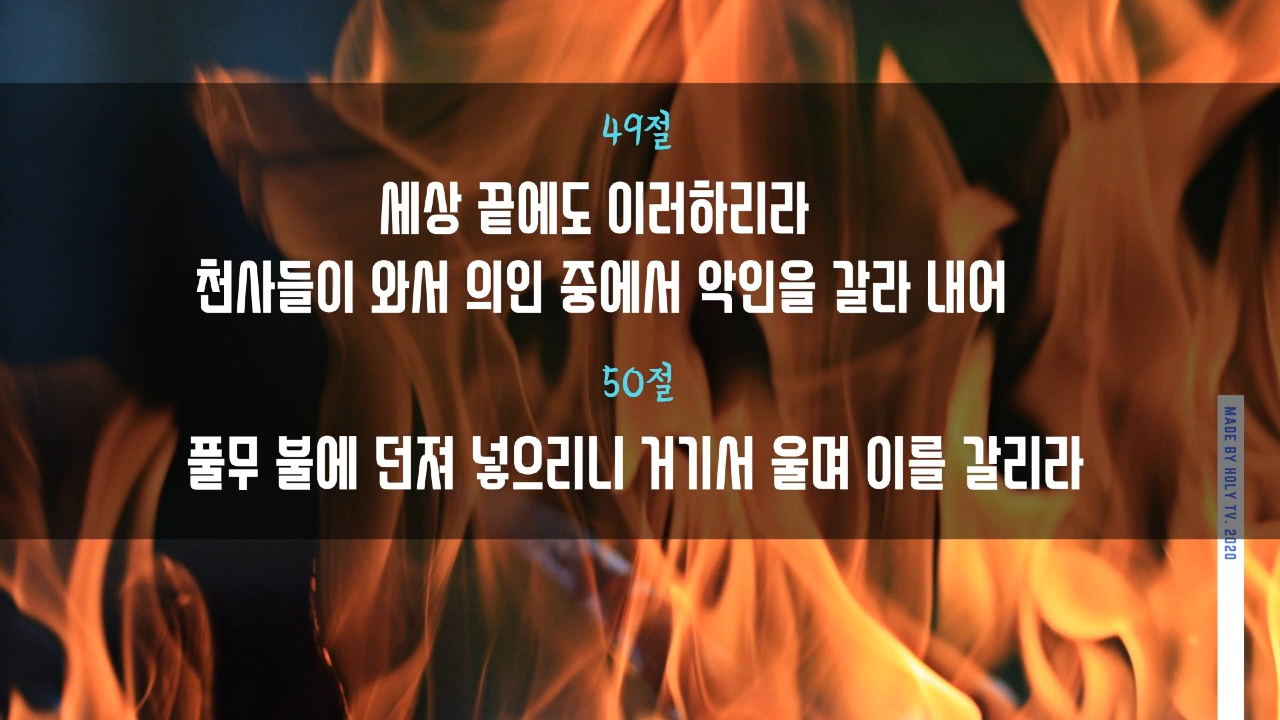 49절
세상 끝에도 이러하리라
천사들이 와서 의인 중에서 악인을 갈라 내어
50절
풀무 불에 던져 넣으리니 거기서 울며 이를 갈리라
MADE BY HOLY TV. 2020